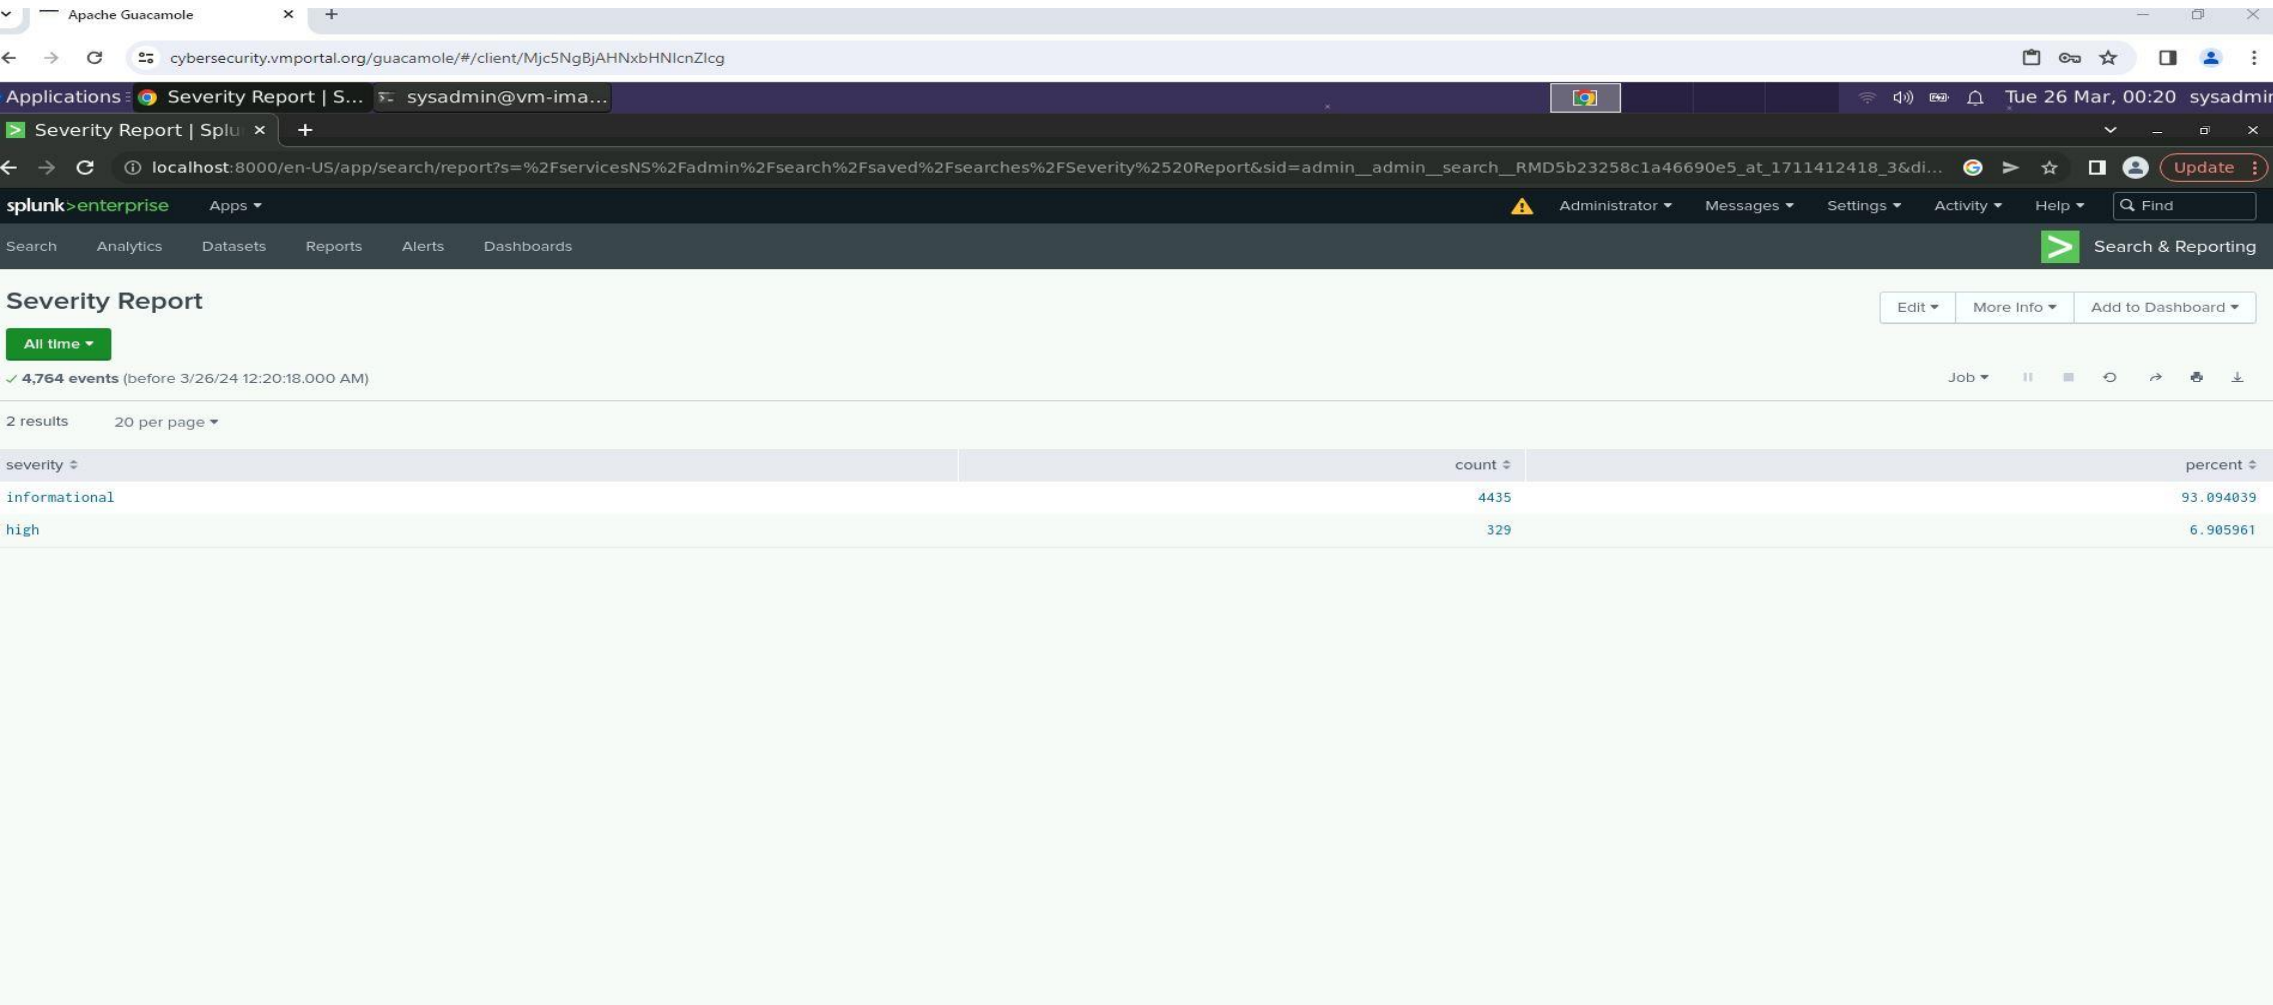 Apache Guacamole
cybersecurity.vmportal.org/guacamole/#/client/Mjc5NgBjAHNxbHNlcnZlcg
Applications Severity Report | S... sysadmin@vm-ima... Tue 26 Mar, 00:20 sysadmin
Severity Report | Splu
localhost:8000/en-US/app/search/report?s=%2FservicesNS%2Fadmin%2Fsearch%2Fsaved%2Fsearches%2FSeverity%2520Report&sid=admin__admin__search__RMD5b23258c1a46690e5_at_1711412418_3&di... Update
splunk>enterprise Apps Administrator Messages Settings Activity Help Find
Search Analytics Datasets Reports Alerts Dashboards Search & Reporting
Severity Report Edit More Info Add to Dashboard
All time
4,764 events (before 3/26/24 12:20:18.000 AM) Job
2 results 20 per page
severity count percent
informational 4435 93.094039
high 329 6.905961